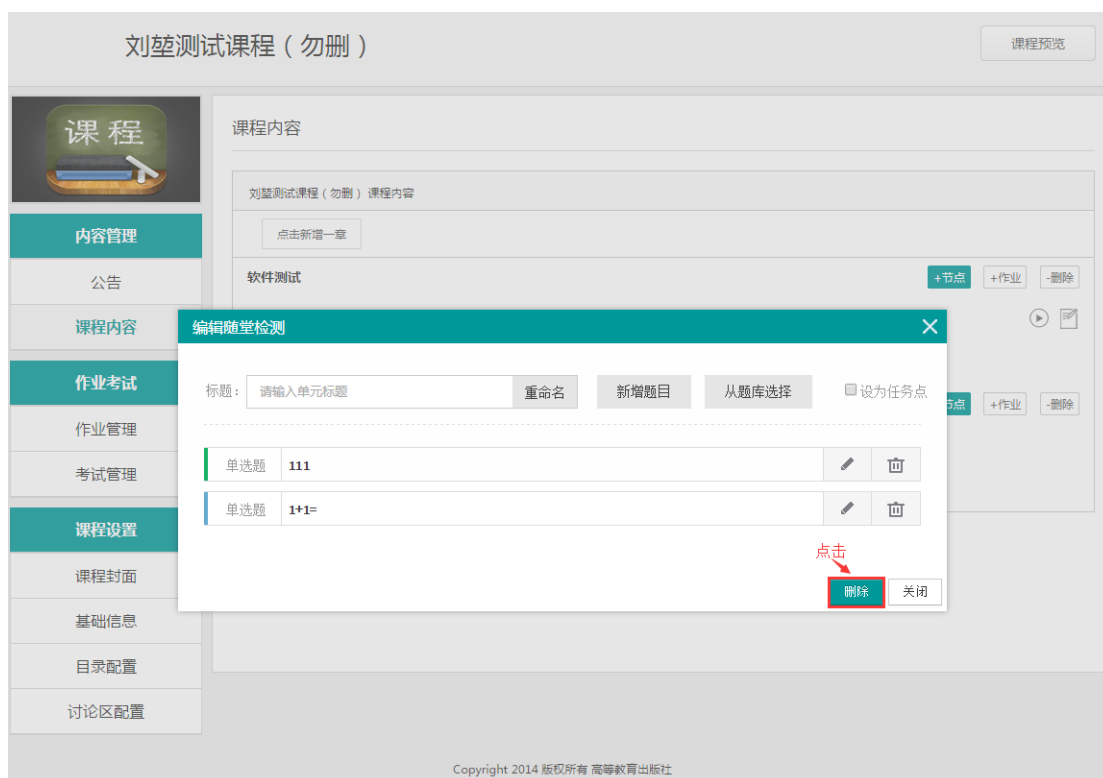 刘堃测试课程（勿删）
课程预览
课程
课程内容
刘堃测试课程（勿删）课程内容
点击新增一章
内容管理
软件测试 +节点 +作业 -删除
公告
课程内容
编辑随堂检测
作业考试
标题： 请输入单元标题 重命名 新增题目 从题库选择 设为任务点
节点 +作业 -删除
作业管理
单选题 111
考试管理
单选题 1+1=
课程设置
点击
课程封面
删除 关闭
基础信息
目录配置
讨论区配置
Copyright 2014 版权所有 高等教育出版社